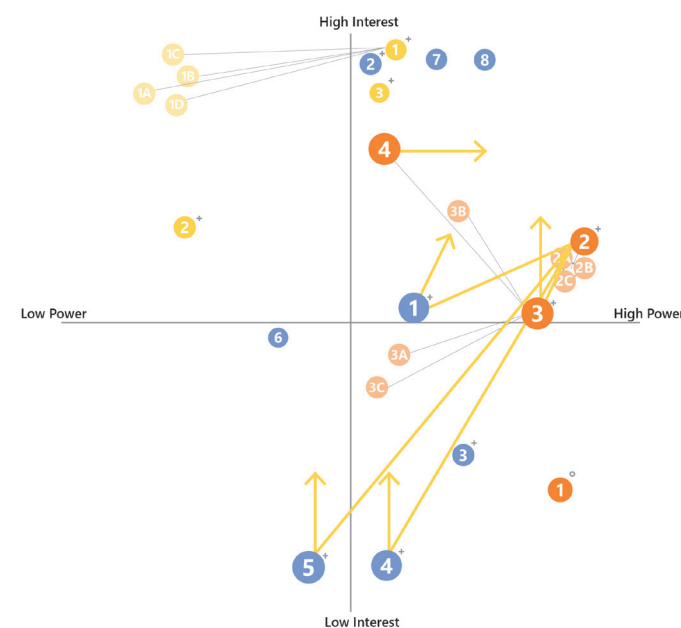 High Interest
1C
1 +
2 +
7
8
1B
1A
3 +
1D
4
3B
2 +
2 +
2B
2C
1 +
3 +
Low Power
High Power
6
3A
3C
3 +
1 °
5 +
4 +
Low Interest